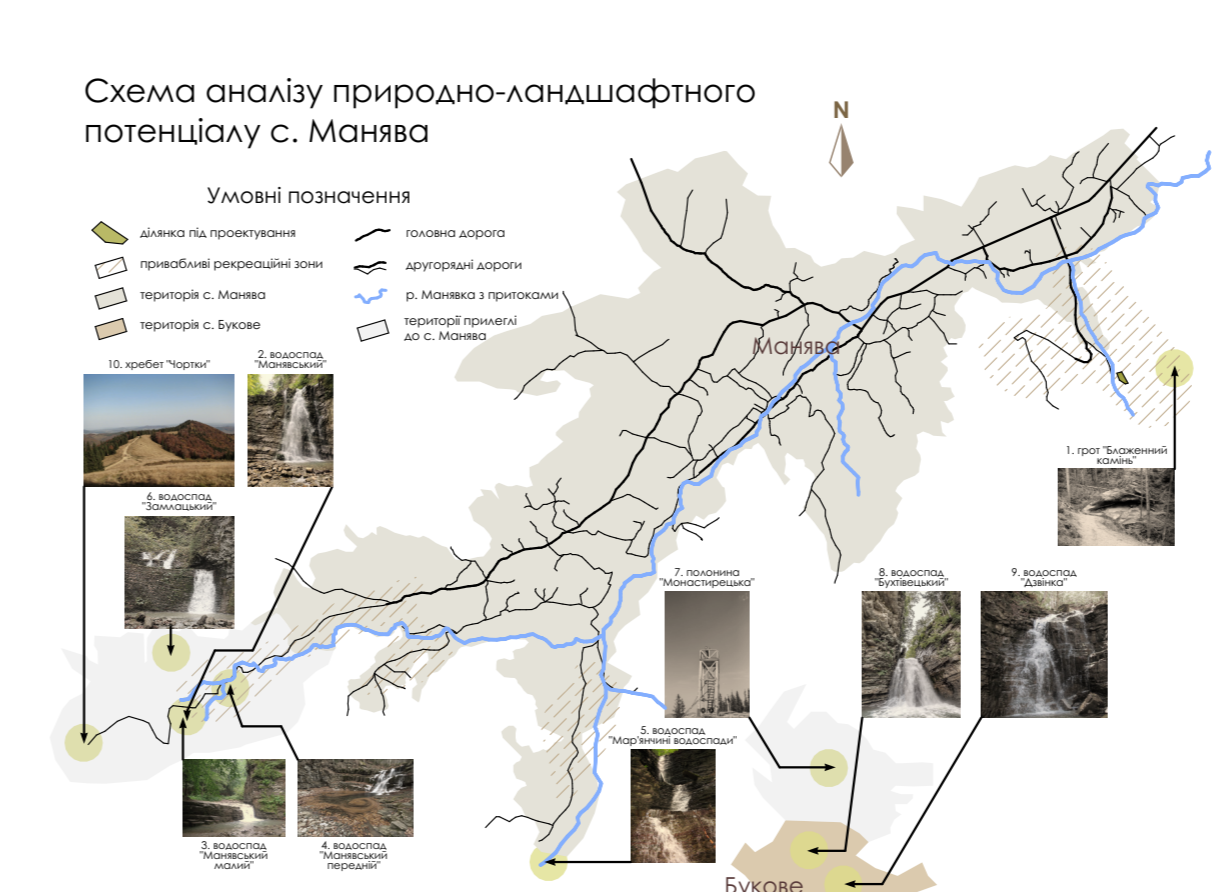 Схема аналізу природно-ландшафтного
потенціалу с. Манява
N
Умовні позначення
ділянка під проектування
привабливі рекреаційні зони
територія с. Манява
територія с. Букове
головна дорога
другорядні дороги
р. Манявка з притоками
території прилеглі
до с. Манява
10. хребет "Чортки"
2. водоспад
"Манявський"
Манява
1. грот "Блаженний
камінь"
6. водоспад
"Замлацький"
7. полонина
"Монастирецька"
8. водоспад
"Бухтівецький"
9. водоспад
"Дзвінка"
5. водоспад
"Мар'янчині водоспади"
3. водоспад
"Манявський
малий"
4. водоспад
"Манявський
передній"
Букове